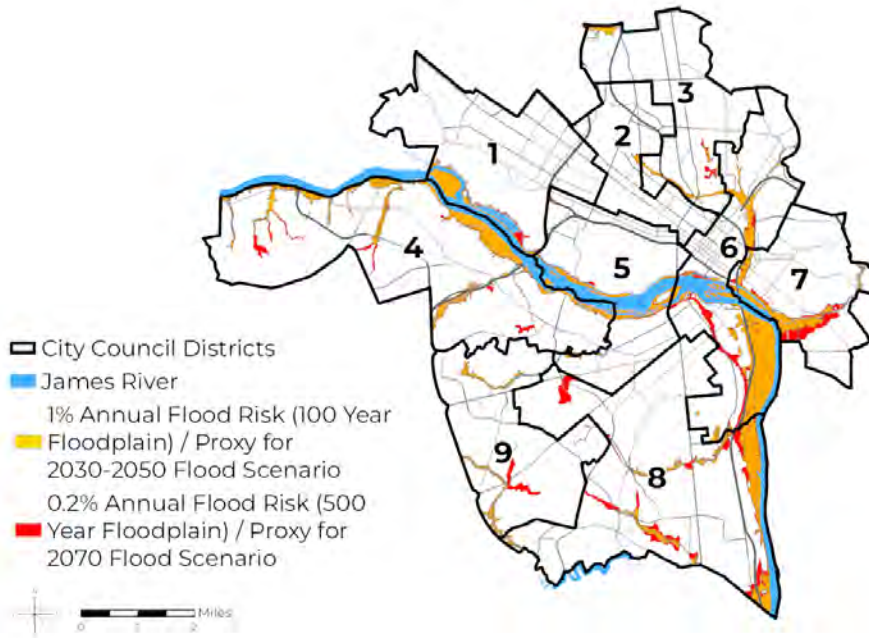 3
2
1
6
7
4
5
9
8
City Council Districts
James River
1% Annual Flood Risk (100 Year
Floodplain) / Proxy for
2030-2050 Flood Scenario
0.2% Annual Flood Risk (500
Year Floodplain) / Proxy for
2070 Flood Scenario
Miles
0
1
2